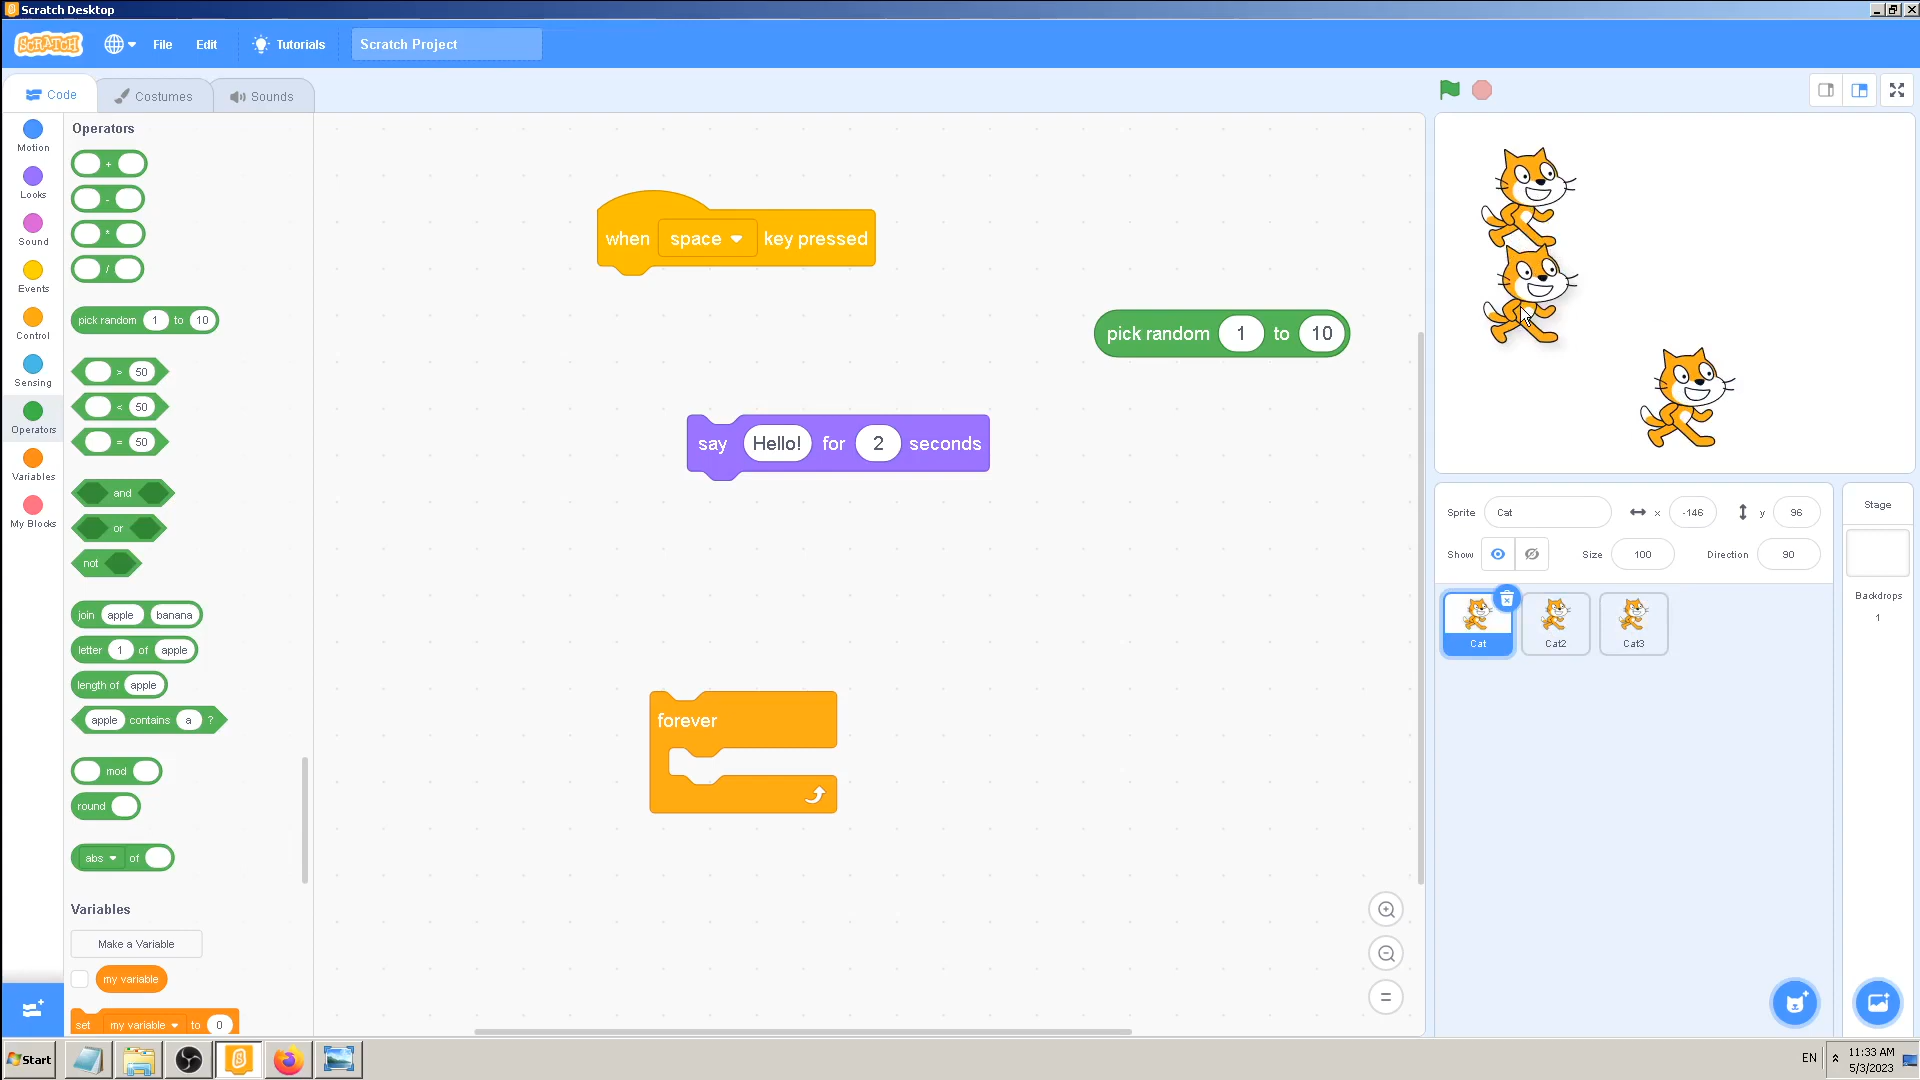 Scratch Desktop
SCRATCH
File
Edit
Tutorials
Scratch Project
Code
Costumes
Sounds
Motion
Looks
Sound
Events
Control
Sensing
Operators
Variables
My Blocks
Operators
+
-
*
/
pick random 1 to 10
> 50
< 50
= 50
and
or
not
join apple banana
letter 1 of apple
length of apple
apple contains a ?
mod
round
abs of
Variables
Make a Variable
my variable
set my variable to 0
when space key pressed
pick random 1 to 10
say Hello! for 2 seconds
forever
Sprite Cat x -146 y 96
Show Size 100 Direction 90
Cat
Cat2
Cat3
Stage
Backdrops
1
Start
EN
11:33 AM
5/3/2023